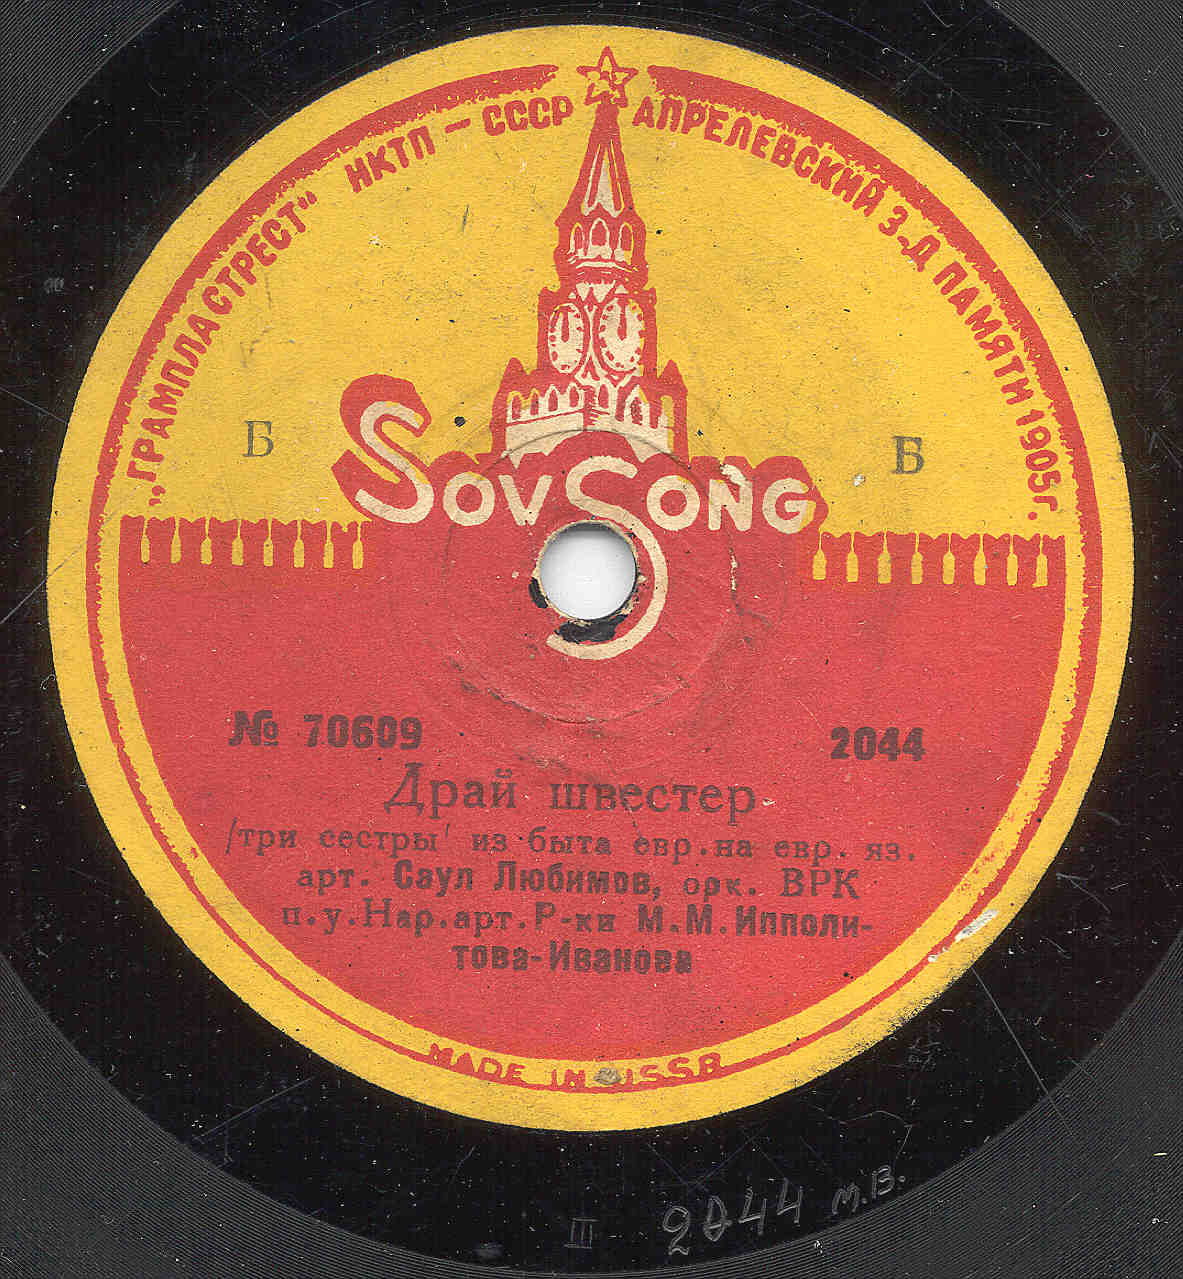 „ГРАМПЛАСТРЕСТ“ НКТП – СССР АПРЕЛЕВСКИЙ З-Д ПАМЯТИ 1905г.
Б Б
SOVSONG
№ 70609 2044
Драй швестер
/три сестры/ из быта евр. на евр. яз.
арт. Саул Любимов, орк. ВРК
п.у.Нар.арт.Р-ки М.М.Ипполи-
това-Иванова
MADE IN USSR
III 2044 м.в.